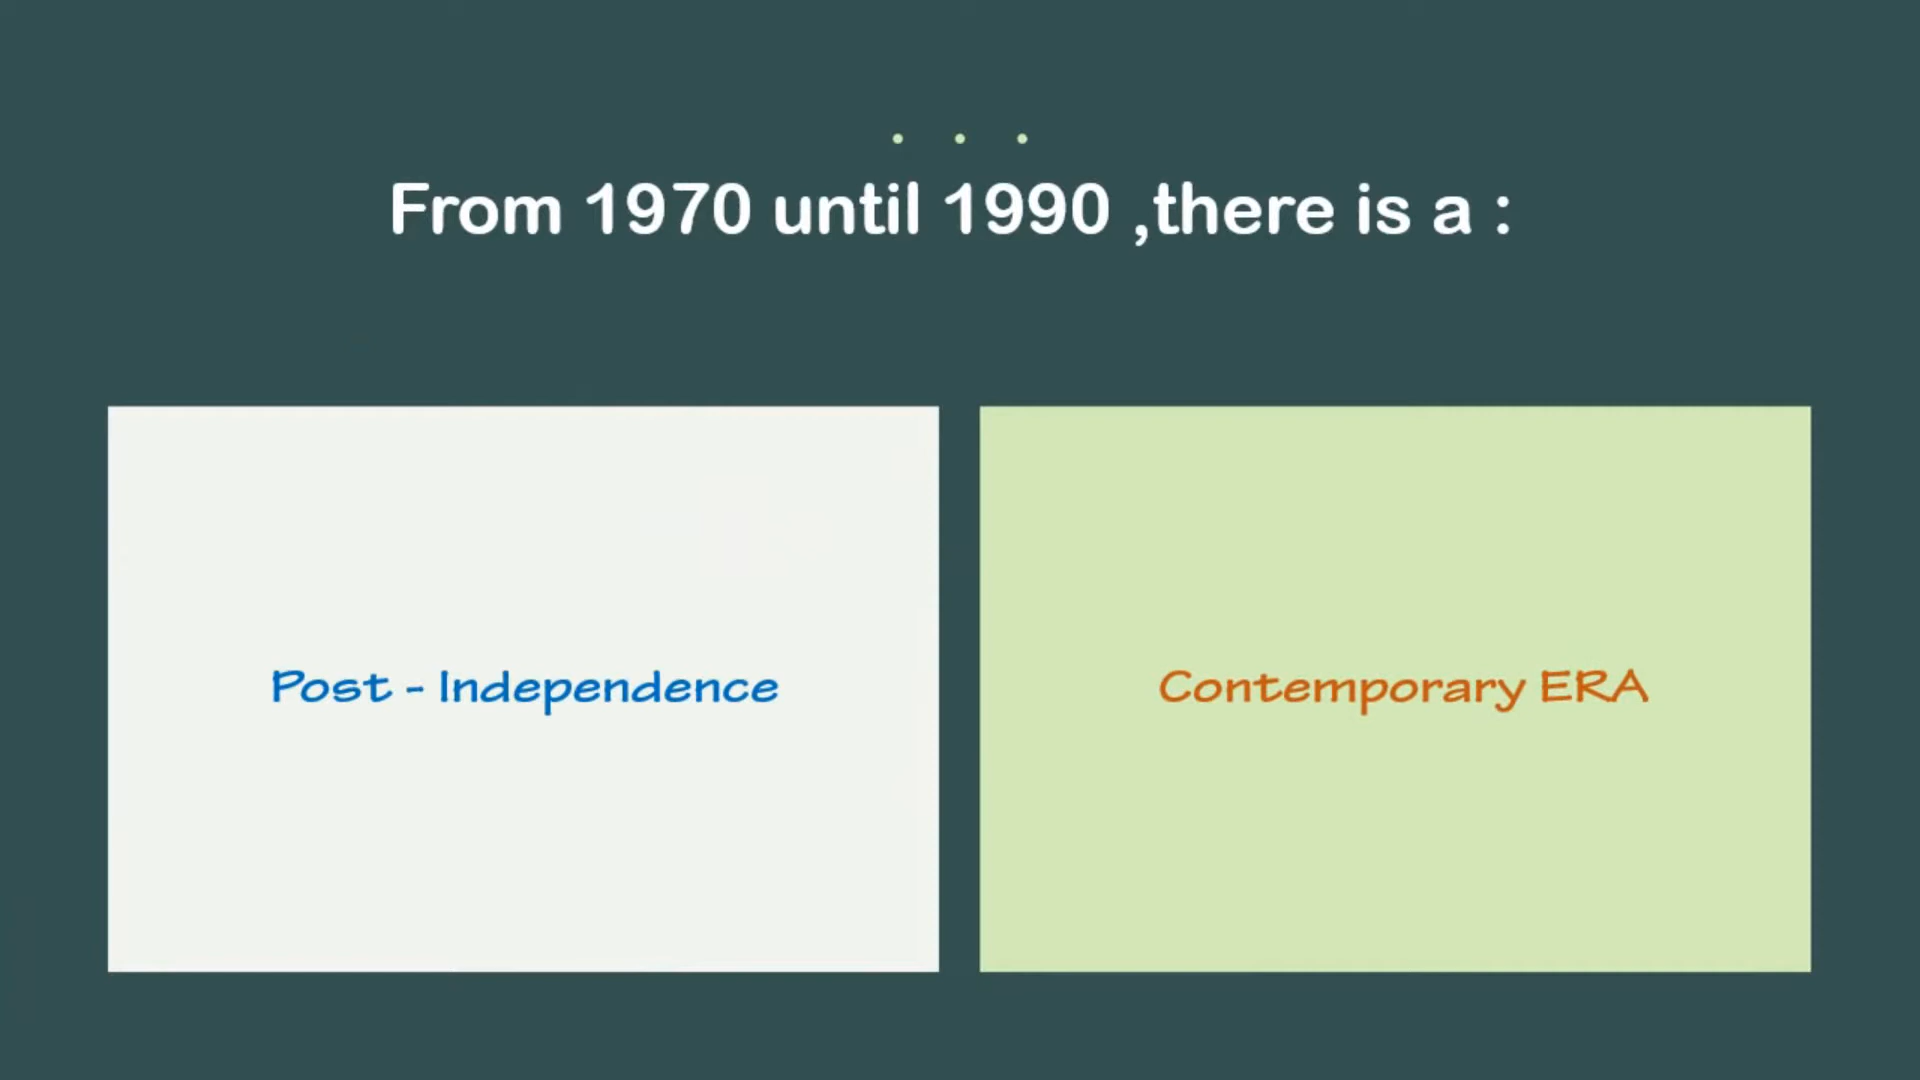 From 1970 until 1990 ,there is a :
Post - Independence
Contemporary ERA